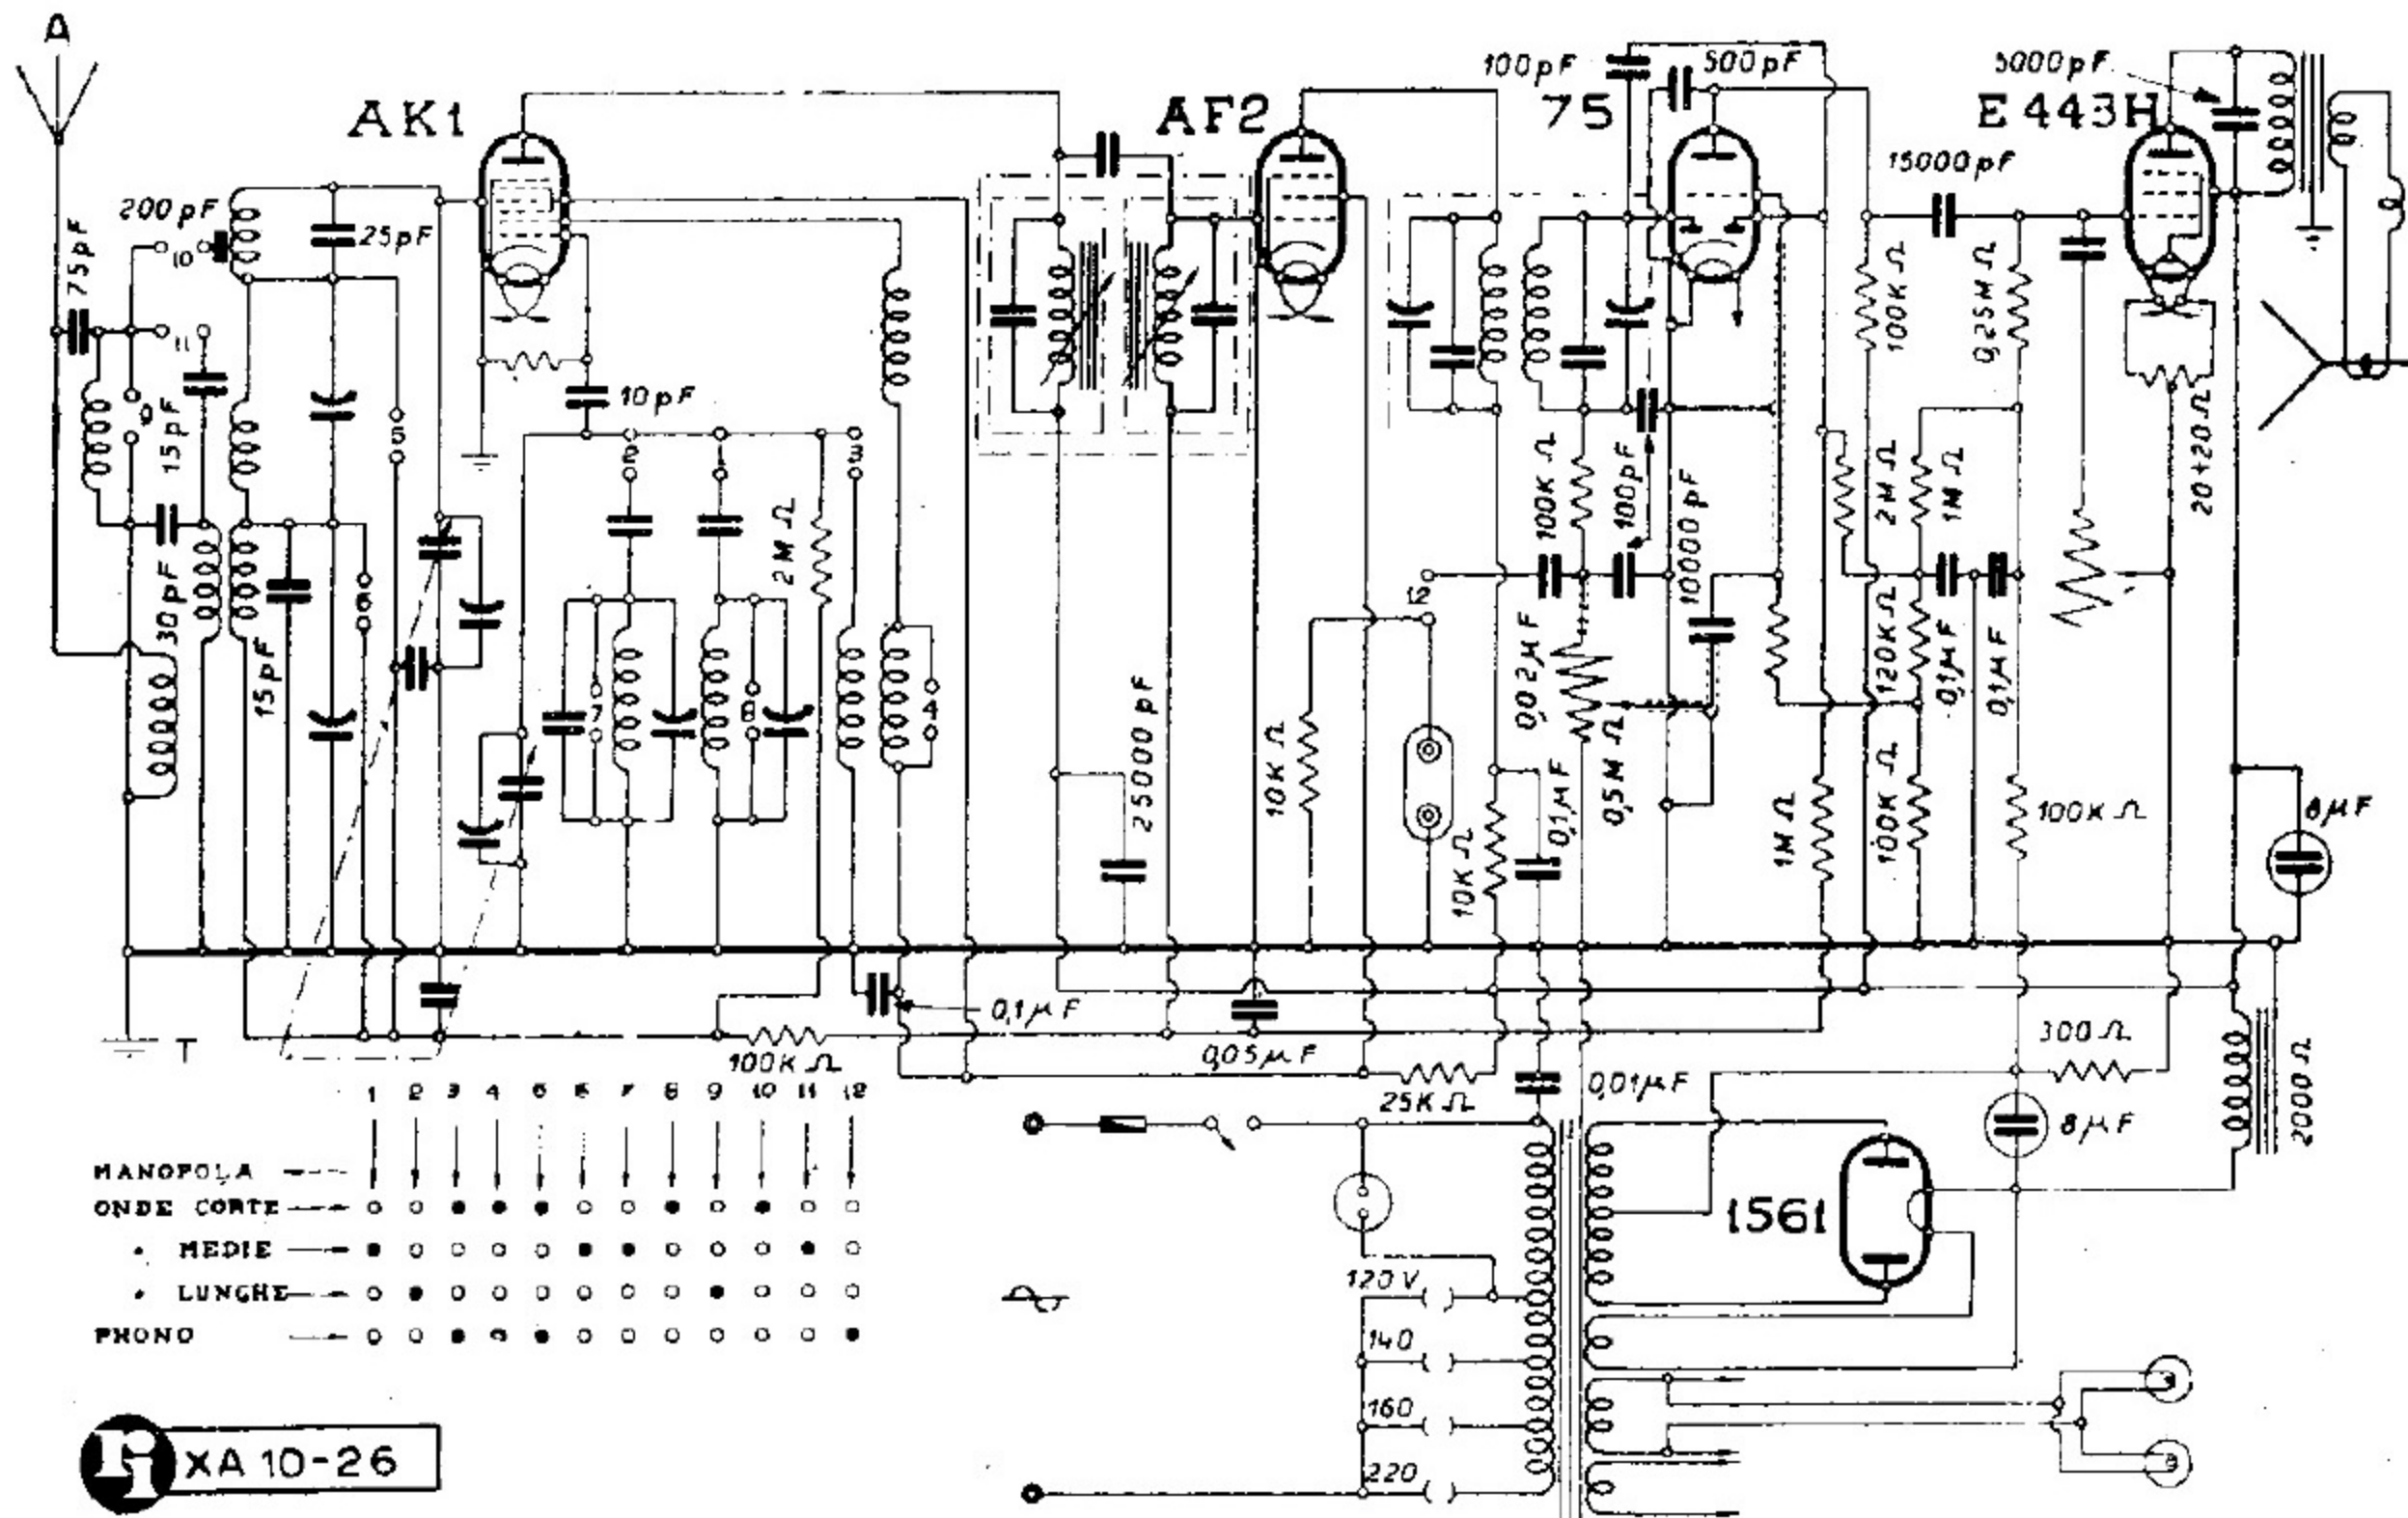 A
AK1
AF2
100pF
500pF
75
5000pF
E 443H
15000pF
200pF
75pF
25pF
10
11
9
15pF
30pF
15pF
5
10pF
2
3
2MΩ
7
8
4
25000pF
100KΩ
100pF
10000pF
12
0,02µF
0,5MΩ
0,1µF
10KΩ
10KΩ
100KΩ
0,25MΩ
2MΩ
1MΩ
120KΩ
0,1µF
0,1µF
1MΩ
100KΩ
100KΩ
20+20Ω
8µF
T
0,1µF
100KΩ
0,05µF
25KΩ
0,01µF
300Ω
8µF
2000Ω
1561
1 2 3 4 5 6 7 8 9 10 11 12
MANOPOLA
ONDE CORTE
" MEDIE
" LUNGHE
PHONO
120V
140
160
220
XA 10-26